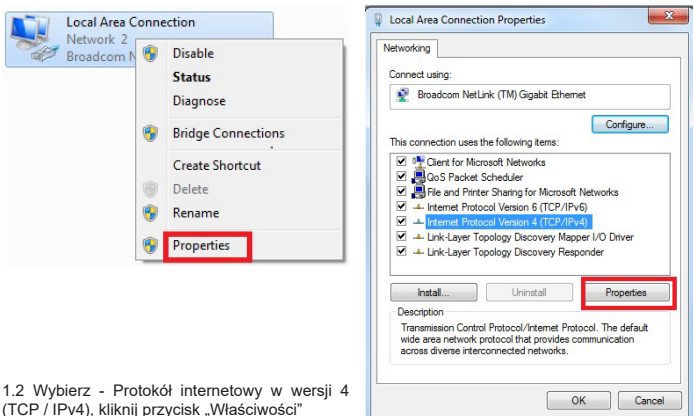 Local Area Connection
Network 2
Broadcom N
Disable
Status
Diagnose
Bridge Connections
Create Shortcut
Delete
Rename
Properties
1.2 Wybierz - Protokół internetowy w wersji 4
(TCP / IPv4), kliknij przycisk „Właściwości”
Local Area Connection Properties
Networking
Connect using:
Broadcom NetLink (TM) Gigabit Ethernet
Configure...
This connection uses the following items:
Client for Microsoft Networks
QoS Packet Scheduler
File and Printer Sharing for Microsoft Networks
Internet Protocol Version 6 (TCP/IPv6)
Internet Protocol Version 4 (TCP/IPv4)
Link-Layer Topology Discovery Mapper I/O Driver
Link-Layer Topology Discovery Responder
Install... Uninstall Properties
Description
Transmission Control Protocol/Internet Protocol. The default
wide area network protocol that provides communication
across diverse interconnected networks.
OK Cancel